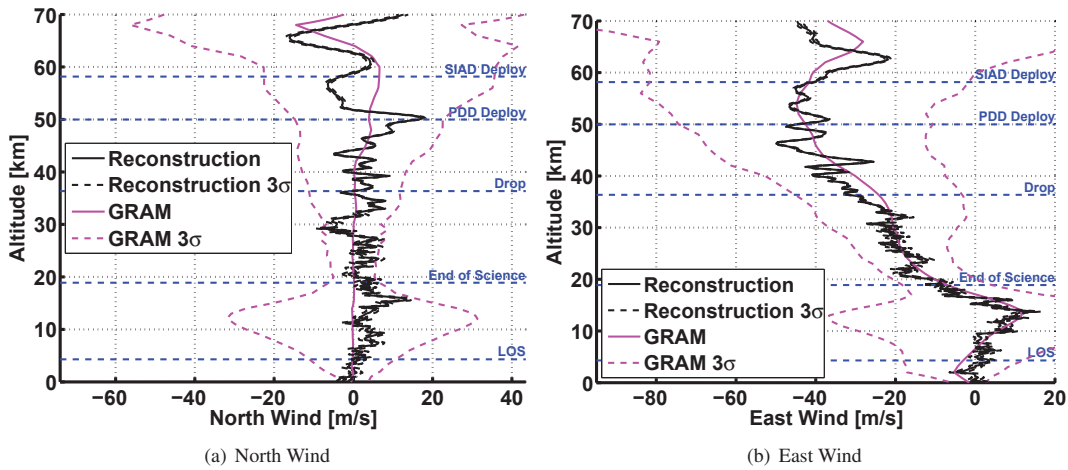 70
60
50
40
30
20
10
0
Altitude [km]
SIAD Deploy
PDD Deploy
Drop
End of Science
LOS
Reconstruction
Reconstruction 3σ
GRAM
GRAM 3σ
−60 −40 −20 0 20 40
North Wind [m/s]
(a) North Wind
70
60
50
40
30
20
10
0
Altitude [km]
SIAD Deploy
PDD Deploy
Drop
End of Science
LOS
Reconstruction
Reconstruction 3σ
GRAM
GRAM 3σ
−80 −60 −40 −20 0 20
East Wind [m/s]
(b) East Wind